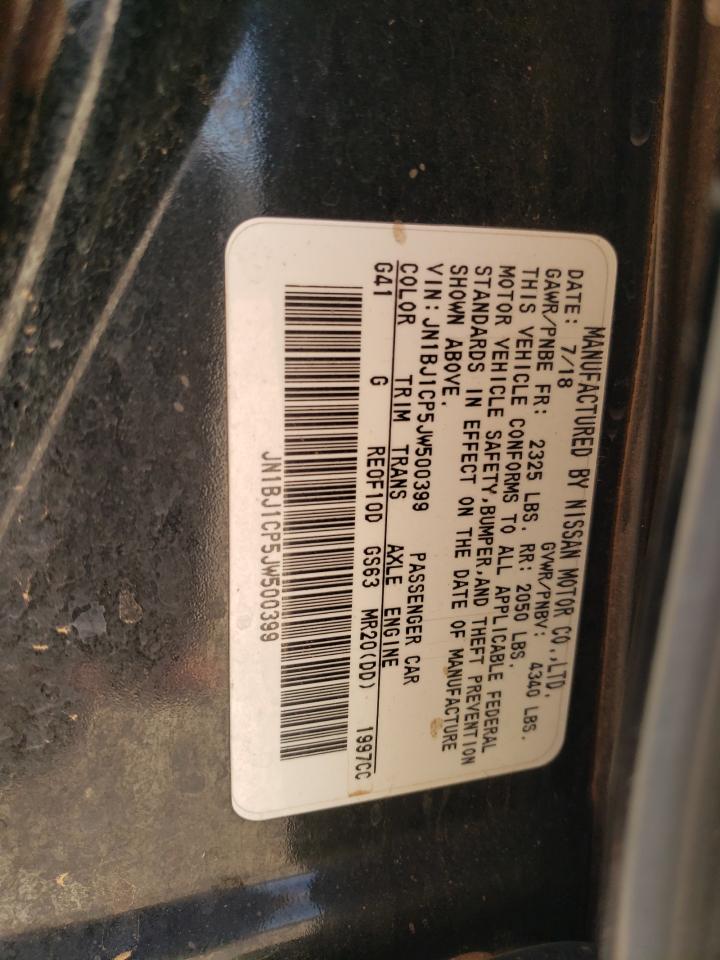 MANUFACTURED BY NISSAN MOTOR CO.,LTD.
DATE: 7/18 GVWR/PNBV: 4340 LBS.
GAWR/PNBE FR: 2325 LBS. RR: 2050 LBS.
THIS VEHICLE CONFORMS TO ALL APPLICABLE FEDERAL
MOTOR VEHICLE SAFETY,BUMPER,AND THEFT PREVENTION
STANDARDS IN EFFECT ON THE DATE OF MANUFACTURE
SHOWN ABOVE.
VIN:JN1BJ1CP5JW500399 PASSENGER CAR
COLOR TRIM TRANS AXLE ENGINE
G41 G RE0F10D GS63 MR20(DD) 1997CC
JN1BJ1CP5JW500399